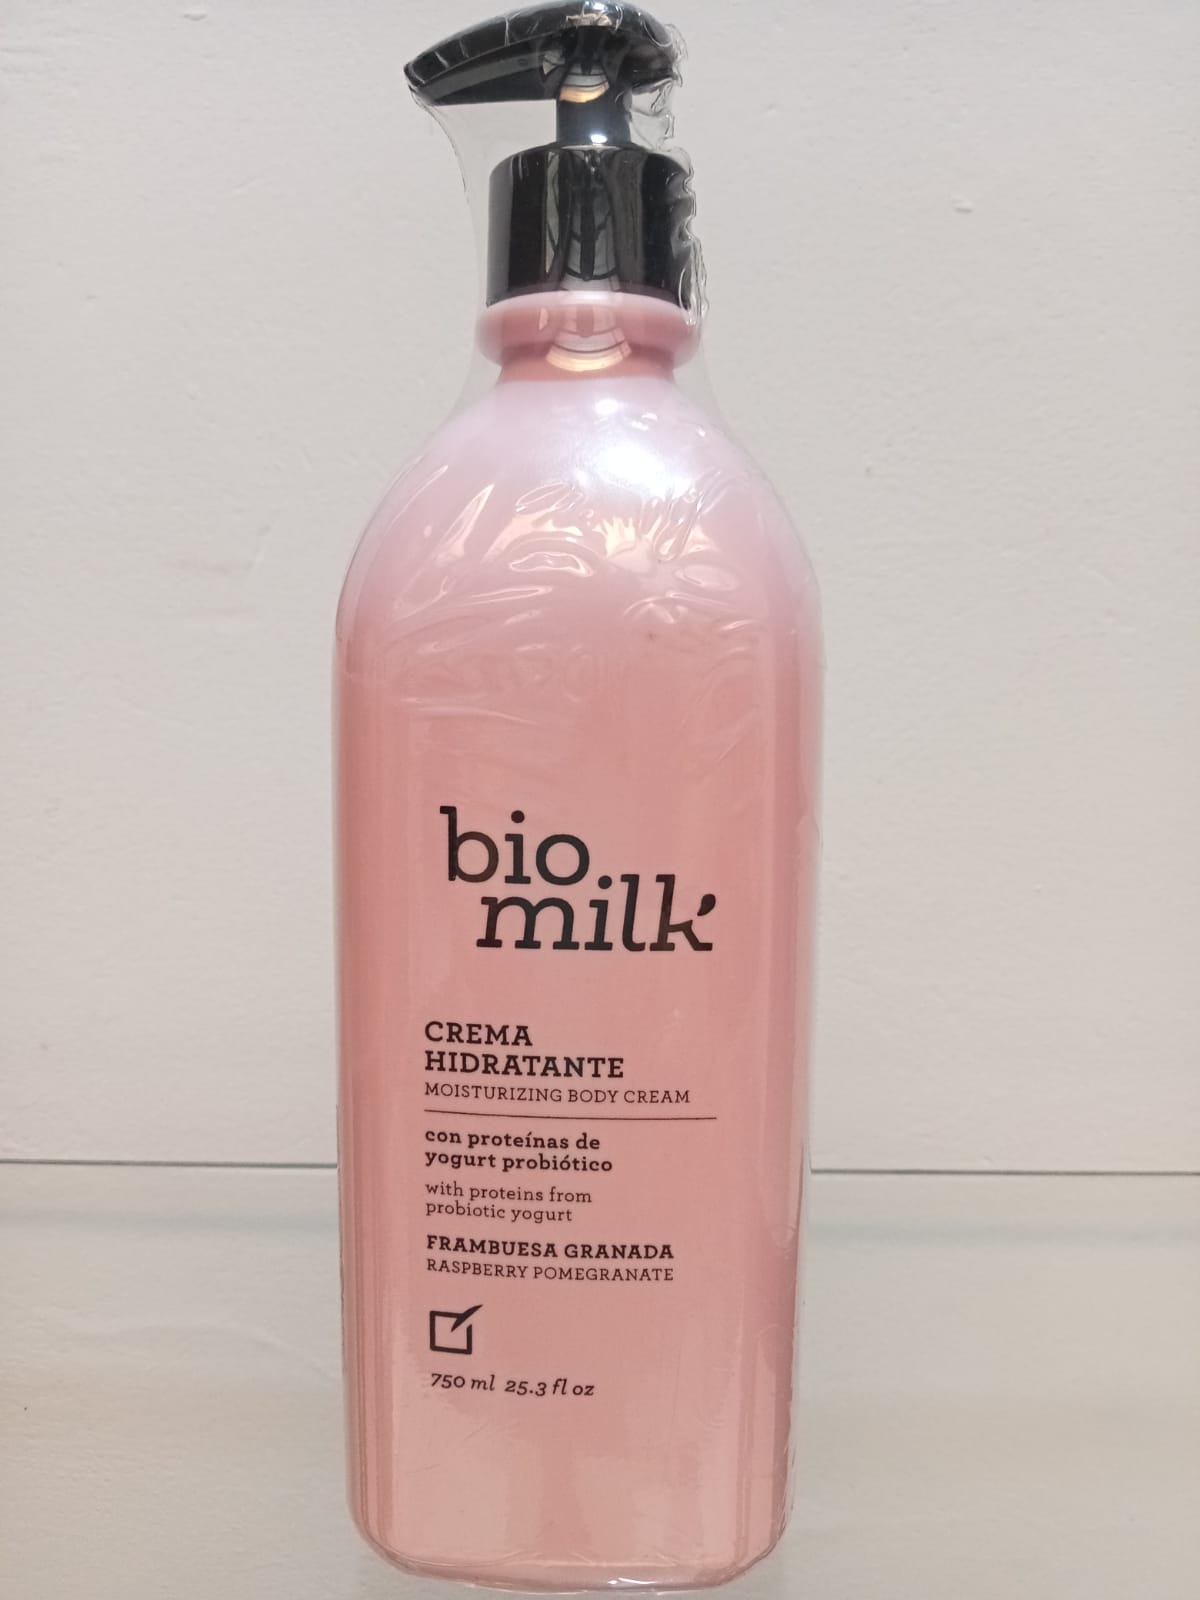 bio
milk
CREMA
HIDRATANTE
MOISTURIZING BODY CREAM
con proteínas de
yogurt probiótico
with proteins from
probiotic yogurt
FRAMBUESA GRANADA
RASPBERRY POMEGRANATE
750 ml 25.3 fl oz